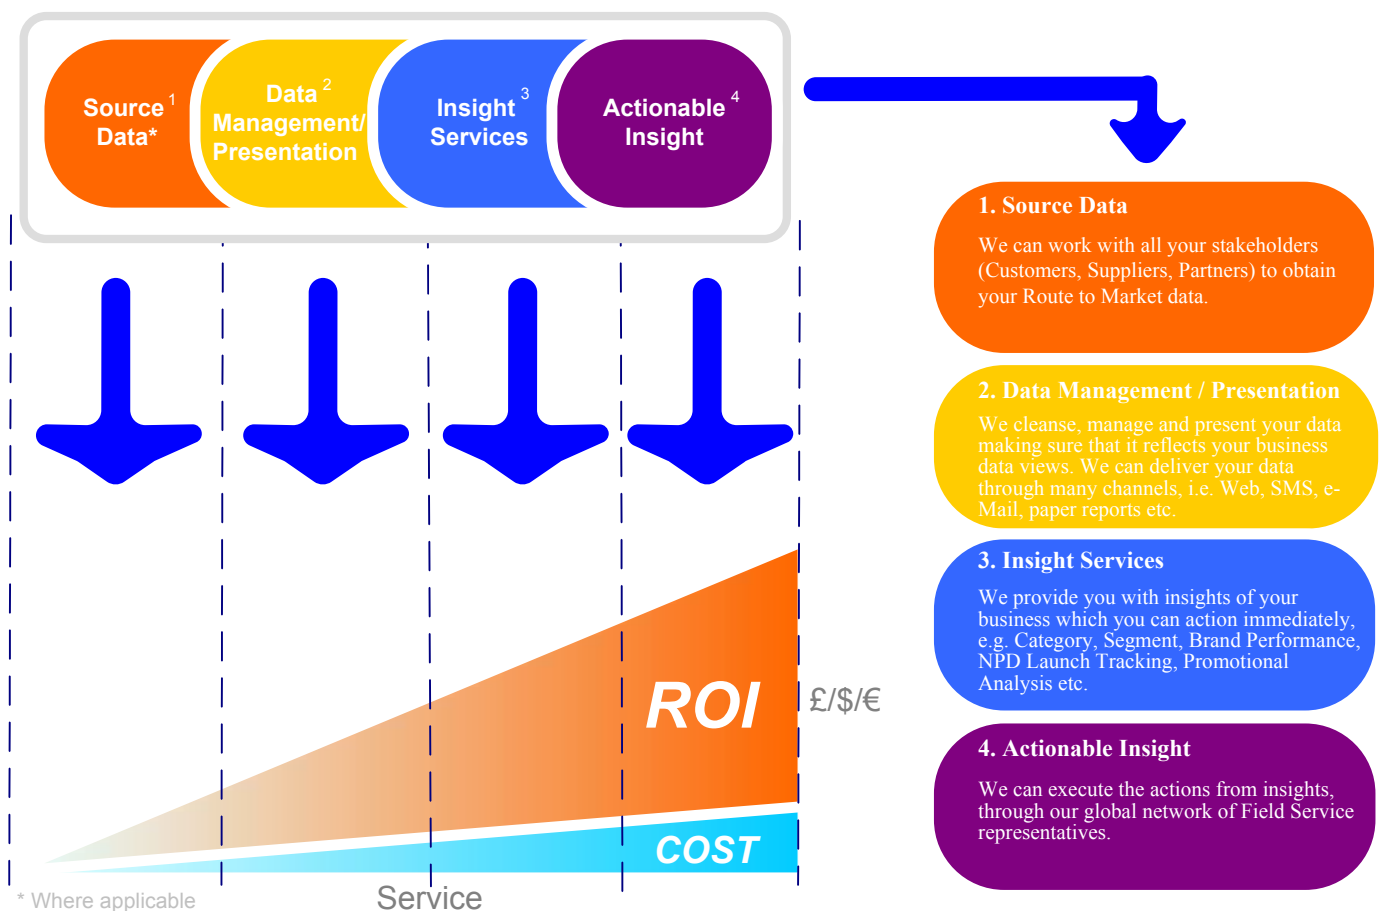 Source 1
Data*
Data 2
Management/
Presentation
Insight 3
Services
Actionable 4
Insight
1. Source Data
We can work with all your stakeholders
(Customers, Suppliers, Partners) to obtain
your Route to Market data.
2. Data Management / Presentation
We cleanse, manage and present your data
making sure that it reflects your business
data views. We can deliver your data
through many channels, i.e. Web, SMS, e-
Mail, paper reports etc.
3. Insight Services
We provide you with insights of your
business which you can action immediately,
e.g. Category, Segment, Brand Performance,
NPD Launch Tracking, Promotional
Analysis etc.
4. Actionable Insight
We can execute the actions from insights,
through our global network of Field Service
representatives.
ROI
£/$/€
COST
Service
* Where applicable